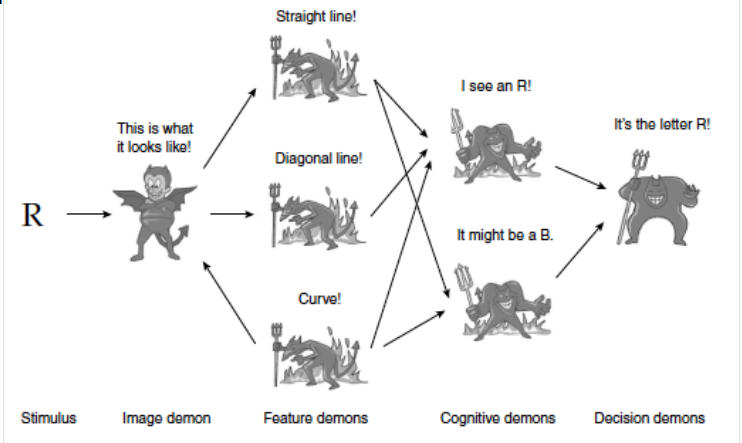 Straight line!
I see an R!
This is what
it looks like!
It's the letter R!
Diagonal line!
R
It might be a B.
Curve!
Stimulus
Image demon
Feature demons
Cognitive demons
Decision demons